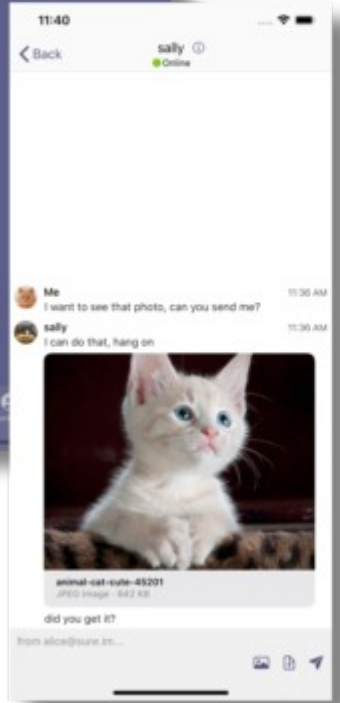 11:40
Back
sally
Online
Me
11:36 AM
I want to see that photo, can you send me?
sally
11:36 AM
I can do that, hang on
animal-cat-cute-45201
JPEG Image · 642 KB
did you get it?
from alice@sure.im...